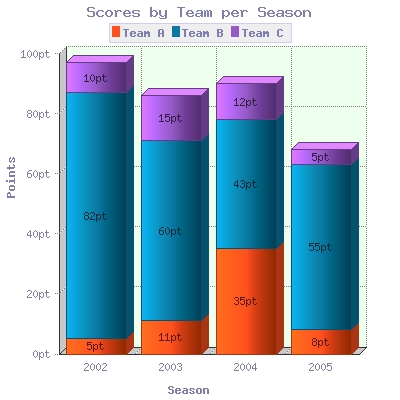 Scores by Team per Season
Team A Team B Team C
100pt
80pt
60pt
40pt
20pt
0pt
Points
10pt
82pt
5pt
15pt
60pt
11pt
12pt
43pt
35pt
5pt
55pt
8pt
2002 2003 2004 2005
Season